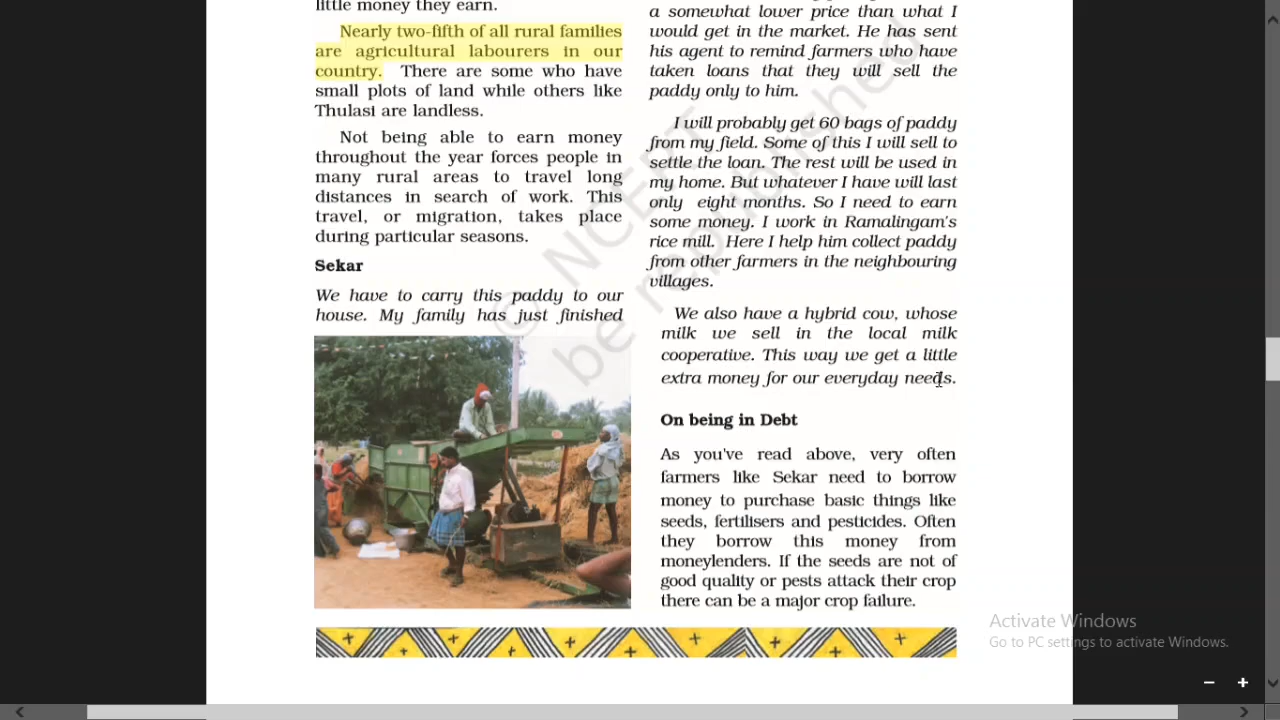 little money they earn.
Nearly two-fifth of all rural families
are agricultural labourers in our
country. There are some who have
small plots of land while others like
Thulasi are landless.
Not being able to earn money
throughout the year forces people in
many rural areas to travel long
distances in search of work. This
travel, or migration, takes place
during particular seasons.
Sekar
We have to carry this paddy to our
house. My family has just finished
a somewhat lower price than what I
would get in the market. He has sent
his agent to remind farmers who have
taken loans that they will sell the
paddy only to him.
I will probably get 60 bags of paddy
from my field. Some of this I will sell to
settle the loan. The rest will be used in
my home. But whatever I have will last
only eight months. So I need to earn
some money. I work in Ramalingam's
rice mill. Here I help him collect paddy
from other farmers in the neighbouring
villages.
We also have a hybrid cow, whose
milk we sell in the local milk
cooperative. This way we get a little
extra money for our everyday needs.
On being in Debt
As you've read above, very often
farmers like Sekar need to borrow
money to purchase basic things like
seeds, fertilisers and pesticides. Often
they borrow this money from
moneylenders. If the seeds are not of
good quality or pests attack their crop
there can be a major crop failure.
© NCERT
be republished
Activate Windows
Go to PC settings to activate Windows.